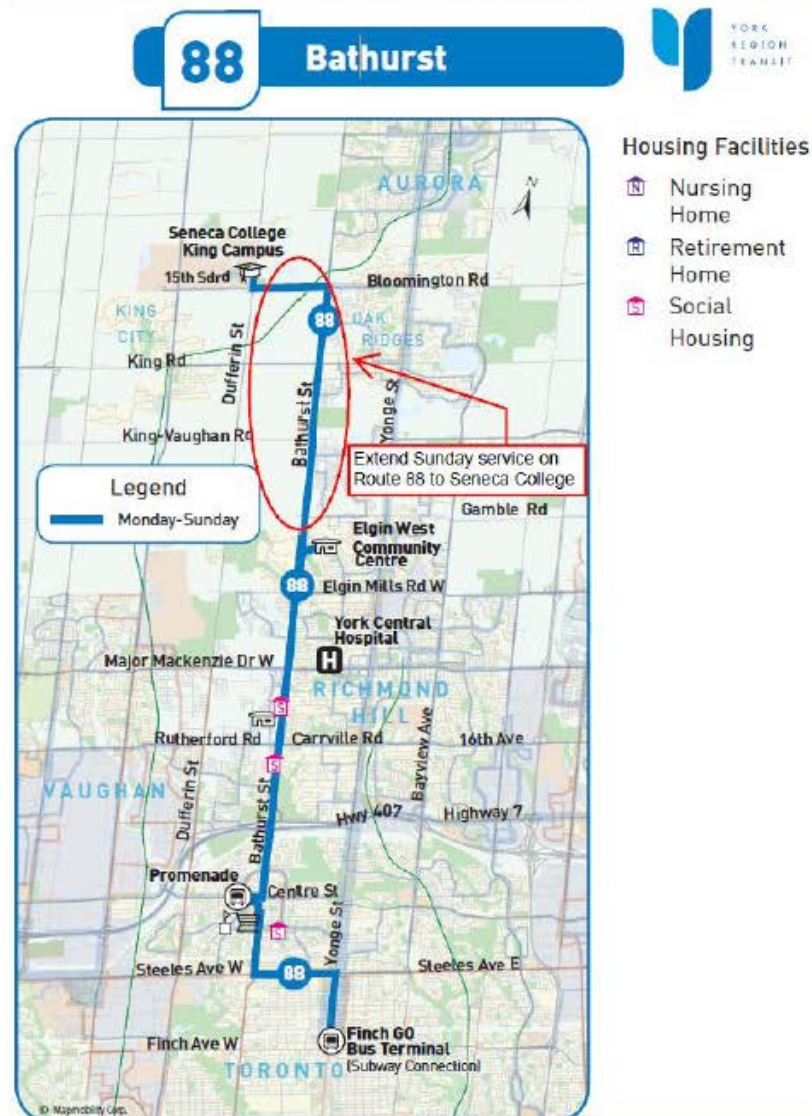 88
Bathurst
YORK
REGION
TRANSIT
Housing Facilities
N Nursing
Home
R Retirement
Home
S Social
Housing
AURORA
N
Seneca College
King Campus
15th Sdrd
Bloomington Rd
88
KING
CITY
OAK
RIDGES
King Rd
Dufferin St
Bathurst St
Yonge St
King-Vaughan Rd
Extend Sunday service on
Route 88 to Seneca College
Legend
Monday-Sunday
Gamble Rd
Elgin West
Community
Centre
88
Elgin Mills Rd W
York Central
Hospital
H
Major Mackenzie Dr W
RICHMOND
HILL
S
Rutherford Rd
Carrville Rd
16th Ave
S
VAUGHAN
Dufferin St
Bathurst St
Bayview Ave
Hwy 407
Highway 7
Promenade
Centre St
S
Yonge St
Steeles Ave W
88
Steeles Ave E
Finch Ave W
Finch GO
Bus Terminal
(Subway Connection)
TORONTO
© Mapmobility Corp.